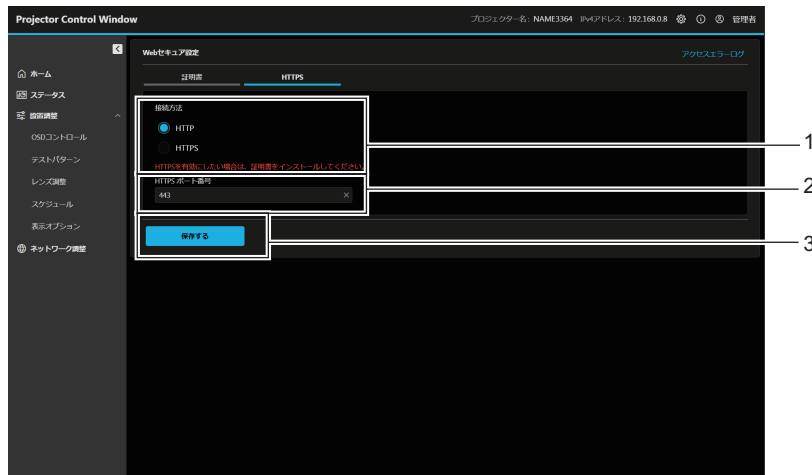 Projector Control Window
プロジェクター名: NAME3364 IPv4アドレス: 192.168.0.8 管理者
Webセキュア設定
アクセスエラーログ
証明書 HTTPS
ホーム
ステータス
設置調整
OSDコントロール
テストパターン
レンズ調整
スケジュール
表示オプション
ネットワーク調整
接続方法
HTTP
HTTPS
HTTPSを有効にしたい場合は、証明書をインストールしてください。
HTTPS ポート番号
443
保存する
1
2
3